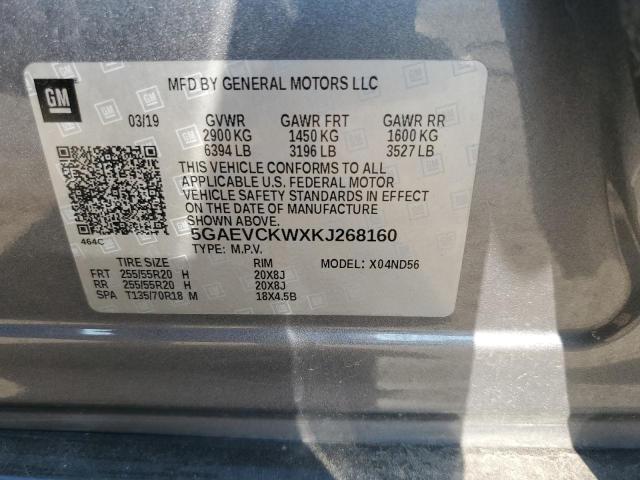 GM
MFD BY GENERAL MOTORS LLC
03/19 GVWR GAWR FRT GAWR RR
2900 KG 1450 KG 1600 KG
6394 LB 3196 LB 3527 LB
THIS VEHICLE CONFORMS TO ALL
APPLICABLE U.S. FEDERAL MOTOR
VEHICLE SAFETY STANDARDS IN EFFECT
ON THE DATE OF MANUFACTURE
SHOWN ABOVE.
464C 5GAEVCKWXKJ268160
TYPE: M.P.V.
TIRE SIZE RIM MODEL: X04ND56
FRT 255/55R20 H 20X8J
RR 255/55R20 H 20X8J
SPA T135/70R18 M 18X4.5B